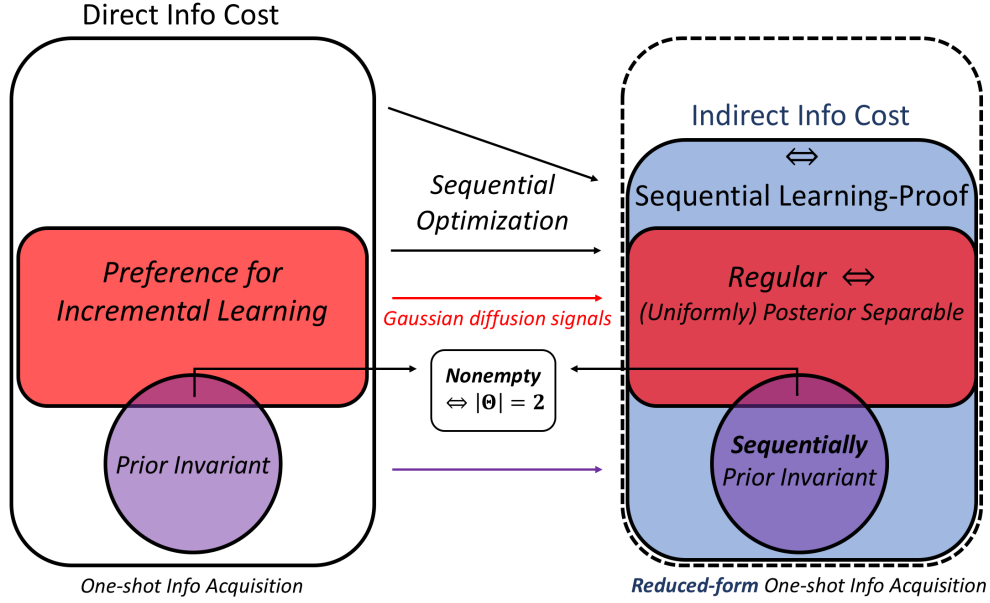 Direct Info Cost
Indirect Info Cost
⇔
Sequential Learning-Proof
Sequential
Optimization
Preference for
Incremental Learning
Regular ⇔
(Uniformly) Posterior Separable
Gaussian diffusion signals
Nonempty
⇔ |Θ| = 2
Prior Invariant
Sequentially
Prior Invariant
One-shot Info Acquisition
Reduced-form One-shot Info Acquisition